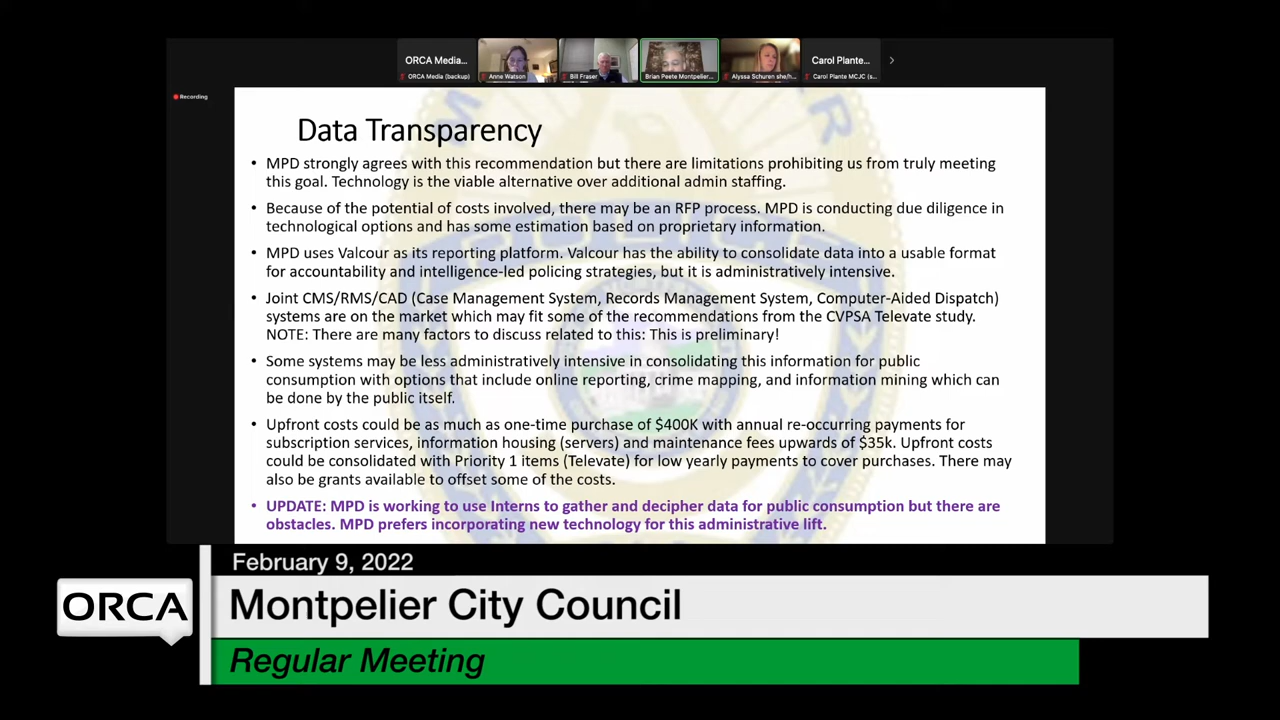 ORCA Media...
Carol Plante...
ORCA Media (backup)
Anne Watson
Bill Fraser
Brian Peete Montpelier...
Alyssa Schuren she/h...
Carol Plante MCJC (s...
Recording
Data Transparency
• MPD strongly agrees with this recommendation but there are limitations prohibiting us from truly meeting
this goal. Technology is the viable alternative over additional admin staffing.
• Because of the potential of costs involved, there may be an RFP process. MPD is conducting due diligence in
technological options and has some estimation based on proprietary information.
• MPD uses Valcour as its reporting platform. Valcour has the ability to consolidate data into a usable format
for accountability and intelligence-led policing strategies, but it is administratively intensive.
• Joint CMS/RMS/CAD (Case Management System, Records Management System, Computer-Aided Dispatch)
systems are on the market which may fit some of the recommendations from the CVPSA Televate study.
NOTE: There are many factors to discuss related to this: This is preliminary!
• Some systems may be less administratively intensive in consolidating this information for public
consumption with options that include online reporting, crime mapping, and information mining which can
be done by the public itself.
• Upfront costs could be as much as one-time purchase of $400K with annual re-occurring payments for
subscription services, information housing (servers) and maintenance fees upwards of $35k. Upfront costs
could be consolidated with Priority 1 items (Televate) for low yearly payments to cover purchases. There may
also be grants available to offset some of the costs.
• UPDATE: MPD is working to use Interns to gather and decipher data for public consumption but there are
obstacles. MPD prefers incorporating new technology for this administrative lift.
February 9, 2022
ORCA
Montpelier City Council
Regular Meeting